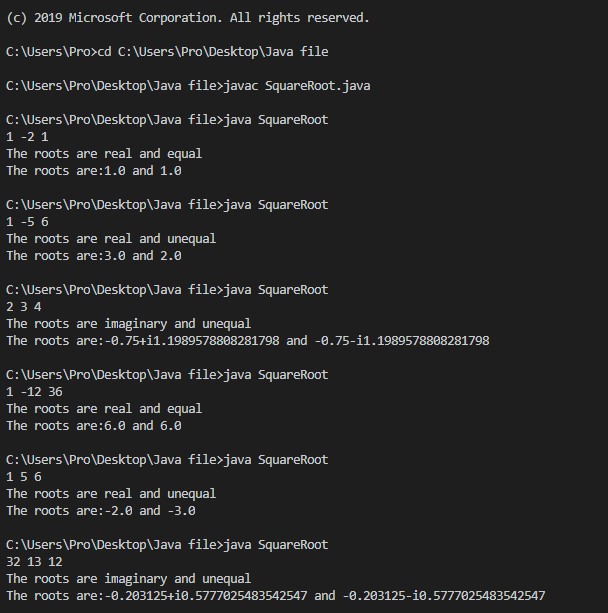 (c) 2019 Microsoft Corporation. All rights reserved.
C:\Users\Pro>cd C:\Users\Pro\Desktop\Java file
C:\Users\Pro\Desktop\Java file>javac SquareRoot.java
C:\Users\Pro\Desktop\Java file>java SquareRoot
1 -2 1
The roots are real and equal
The roots are:1.0 and 1.0
C:\Users\Pro\Desktop\Java file>java SquareRoot
1 -5 6
The roots are real and unequal
The roots are:3.0 and 2.0
C:\Users\Pro\Desktop\Java file>java SquareRoot
2 3 4
The roots are imaginary and unequal
The roots are:-0.75+i1.1989578808281798 and -0.75-i1.1989578808281798
C:\Users\Pro\Desktop\Java file>java SquareRoot
1 -12 36
The roots are real and equal
The roots are:6.0 and 6.0
C:\Users\Pro\Desktop\Java file>java SquareRoot
1 5 6
The roots are real and unequal
The roots are:-2.0 and -3.0
C:\Users\Pro\Desktop\Java file>java SquareRoot
32 13 12
The roots are imaginary and unequal
The roots are:-0.203125+i0.5777025483542547 and -0.203125-i0.5777025483542547